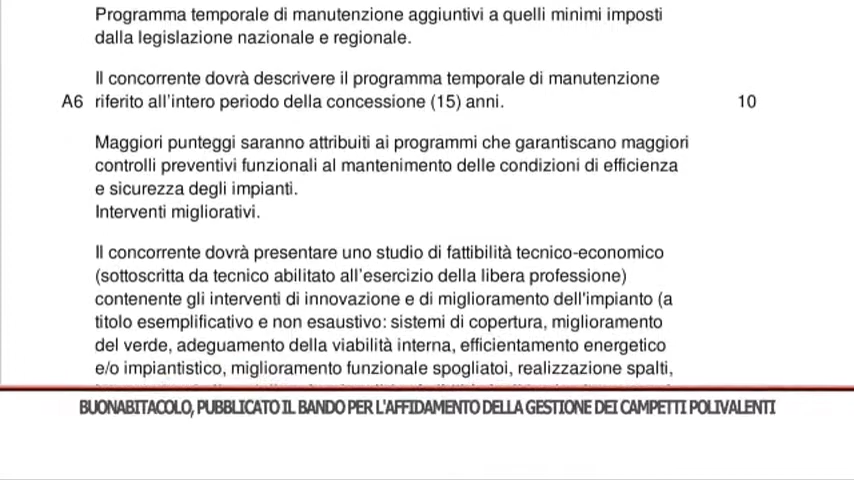 Programma temporale di manutenzione aggiuntivi a quelli minimi imposti
dalla legislazione nazionale e regionale.
Il concorrente dovrà descrivere il programma temporale di manutenzione
A6 riferito all'intero periodo della concessione (15) anni. 10
Maggiori punteggi saranno attribuiti ai programmi che garantiscano maggiori
controlli preventivi funzionali al mantenimento delle condizioni di efficienza
e sicurezza degli impianti.
Interventi migliorativi.
Il concorrente dovrà presentare uno studio di fattibilità tecnico-economico
(sottoscritta da tecnico abilitato all'esercizio della libera professione)
contenente gli interventi di innovazione e di miglioramento dell'impianto (a
titolo esemplificativo e non esaustivo: sistemi di copertura, miglioramento
del verde, adeguamento della viabilità interna, efficientamento energetico
e/o impiantistico, miglioramento funzionale spogliatoi, realizzazione spalti,
BUONABITACOLO, PUBBLICATO IL BANDO PER L'AFFIDAMENTO DELLA GESTIONE DEI CAMPETTI POLIVALENTI